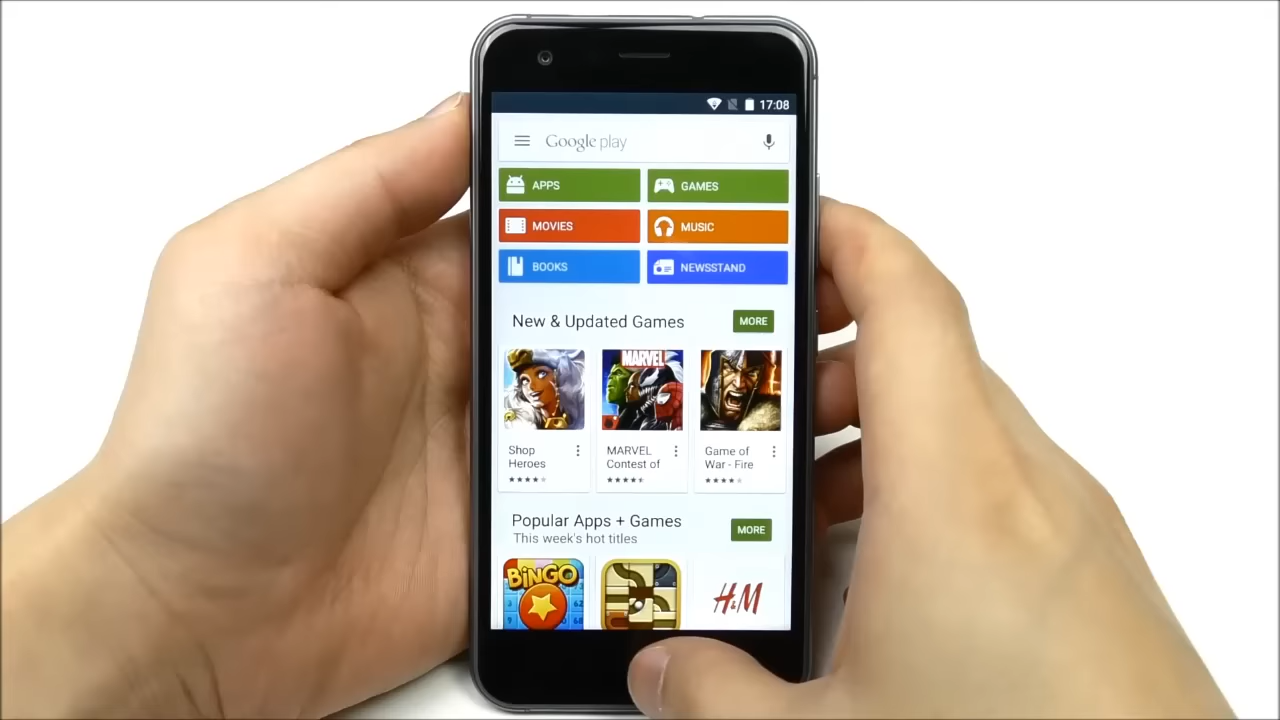 17:08
Google play
APPS
GAMES
MOVIES
MUSIC
BOOKS
NEWSSTAND
New & Updated Games
MORE
MARVEL
Shop
Heroes
MARVEL
Contest of
Game of
War - Fire
Popular Apps + Games
MORE
This week's hot titles
BINGO
H&M